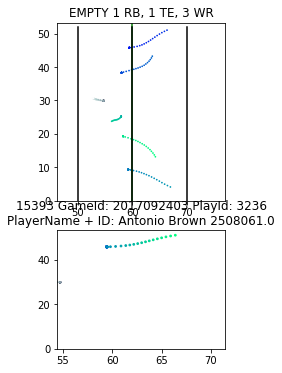 EMPTY 1 RB, 1 TE, 3 WR
50
40
30
20
10
0
50 60 70
15393 GameId: 2017092403 PlayId: 3236
PlayerName + ID: Antonio Brown 2508061.0
40
20
0
55 60 65 70